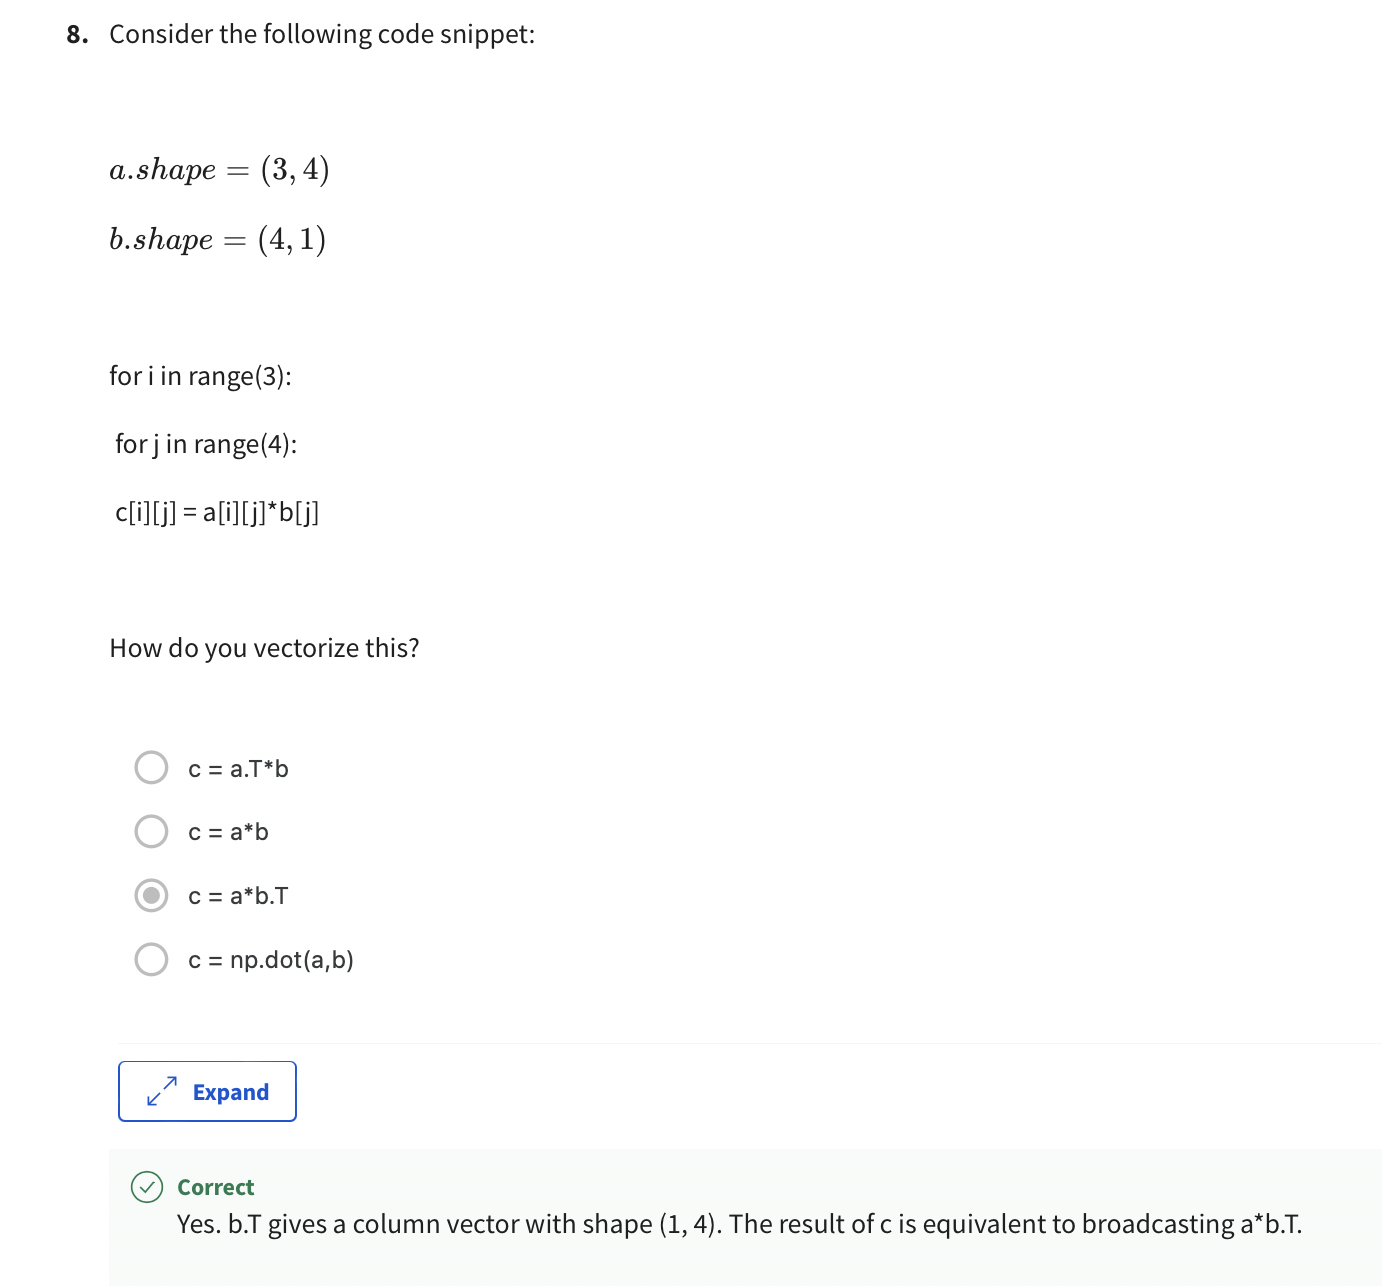 8. Consider the following code snippet:
a.shape = (3, 4)
b.shape = (4, 1)
for i in range(3):
for j in range(4):
c[i][j] = a[i][j]*b[j]
How do you vectorize this?
c = a.T*b
c = a*b
c = a*b.T
c = np.dot(a,b)
Expand
Correct
Yes. b.T gives a column vector with shape (1, 4). The result of c is equivalent to broadcasting a*b.T.